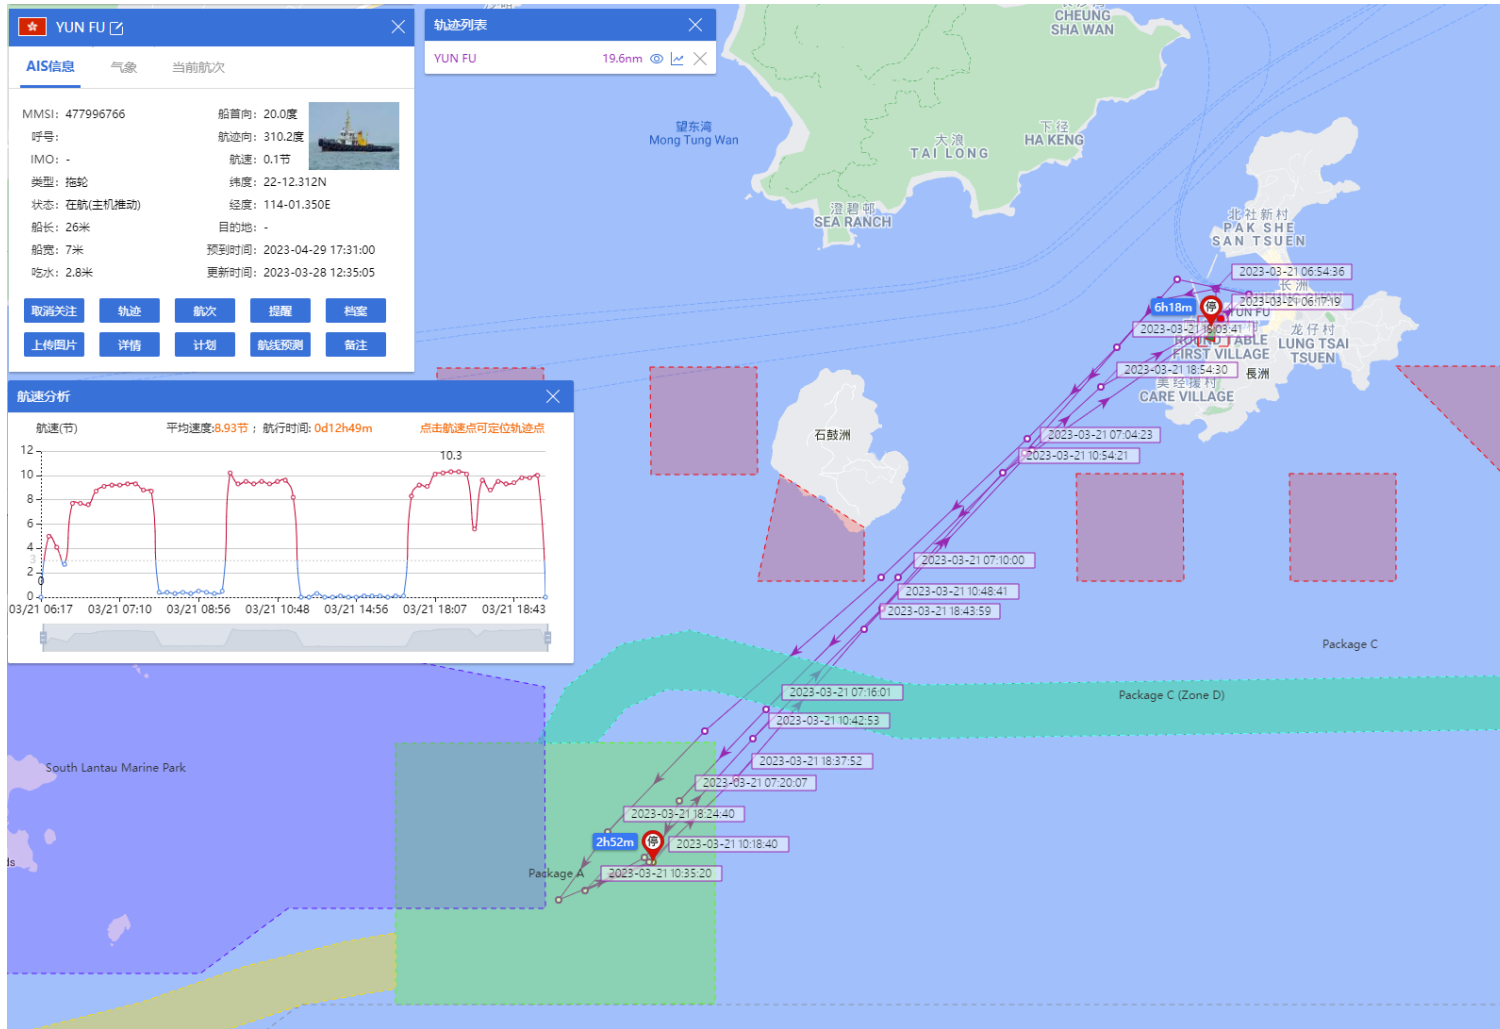 YUN FU
AIS信息
气象
当前航次
MMSI: 477996766
船首向: 20.0度
呼号:
航迹向: 310.2度
IMO: -
航速: 0.1节
类型: 拖轮
纬度: 22-12.312N
状态: 在航(主机推动)
经度: 114-01.350E
船长: 26米
目的地: -
船宽: 7米
预到时间: 2023-04-29 17:31:00
吃水: 2.8米
更新时间: 2023-03-28 12:35:05
取消关注
轨迹
航次
提醒
档案
上传图片
详情
计划
航线预测
备注
轨迹列表
YUN FU
19.6nm
航速分析
航速(节)
平均速度:8.93节 ; 航行时间: 0d12h49m
点击航速点可定位轨迹点
10.3
12
10
8
6
4
3
2
0
0
03/21 06:17
03/21 07:10
03/21 08:56
03/21 10:48
03/21 14:56
03/21 18:07
03/21 18:43
CHEUNG
SHA WAN
望东湾
Mong Tung Wan
大浪
TAI LONG
下径
HA KENG
澄碧邨
SEA RANCH
北社新村
PAK SHE
SAN TSUEN
2023-03-21 06:54:36
长洲
2023-03-21 06:17:19
6h18m
停
YUN FU
2023-03-21 18:03:41
龙仔村
LUNG TSAI
TSUEN
ROUND TABLE
FIRST VILLAGE
2023-03-21 18:54:30
長洲
美经援村
CARE VILLAGE
石鼓洲
2023-03-21 07:04:23
2023-03-21 10:54:21
2023-03-21 07:10:00
2023-03-21 10:48:41
2023-03-21 18:43:59
Package C
2023-03-21 07:16:01
Package C (Zone D)
2023-03-21 10:42:53
2023-03-21 18:37:52
South Lantau Marine Park
2023-03-21 07:20:07
2023-03-21 18:24:40
2h52m
停
2023-03-21 10:18:40
ds
Package A
2023-03-21 10:35:20